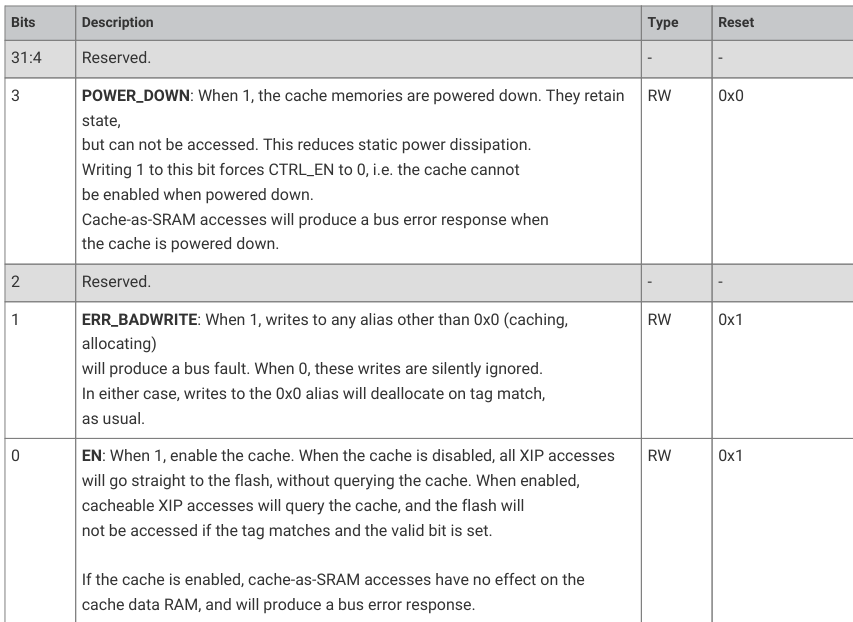 Bits Description Type Reset
31:4 Reserved. - -
3 POWER_DOWN: When 1, the cache memories are powered down. They retain RW 0x0
state,
but can not be accessed. This reduces static power dissipation.
Writing 1 to this bit forces CTRL_EN to 0, i.e. the cache cannot
be enabled when powered down.
Cache-as-SRAM accesses will produce a bus error response when
the cache is powered down.
2 Reserved. - -
1 ERR_BADWRITE: When 1, writes to any alias other than 0x0 (caching, RW 0x1
allocating)
will produce a bus fault. When 0, these writes are silently ignored.
In either case, writes to the 0x0 alias will deallocate on tag match,
as usual.
0 EN: When 1, enable the cache. When the cache is disabled, all XIP accesses RW 0x1
will go straight to the flash, without querying the cache. When enabled,
cacheable XIP accesses will query the cache, and the flash will
not be accessed if the tag matches and the valid bit is set.
If the cache is enabled, cache-as-SRAM accesses have no effect on the
cache data RAM, and will produce a bus error response.